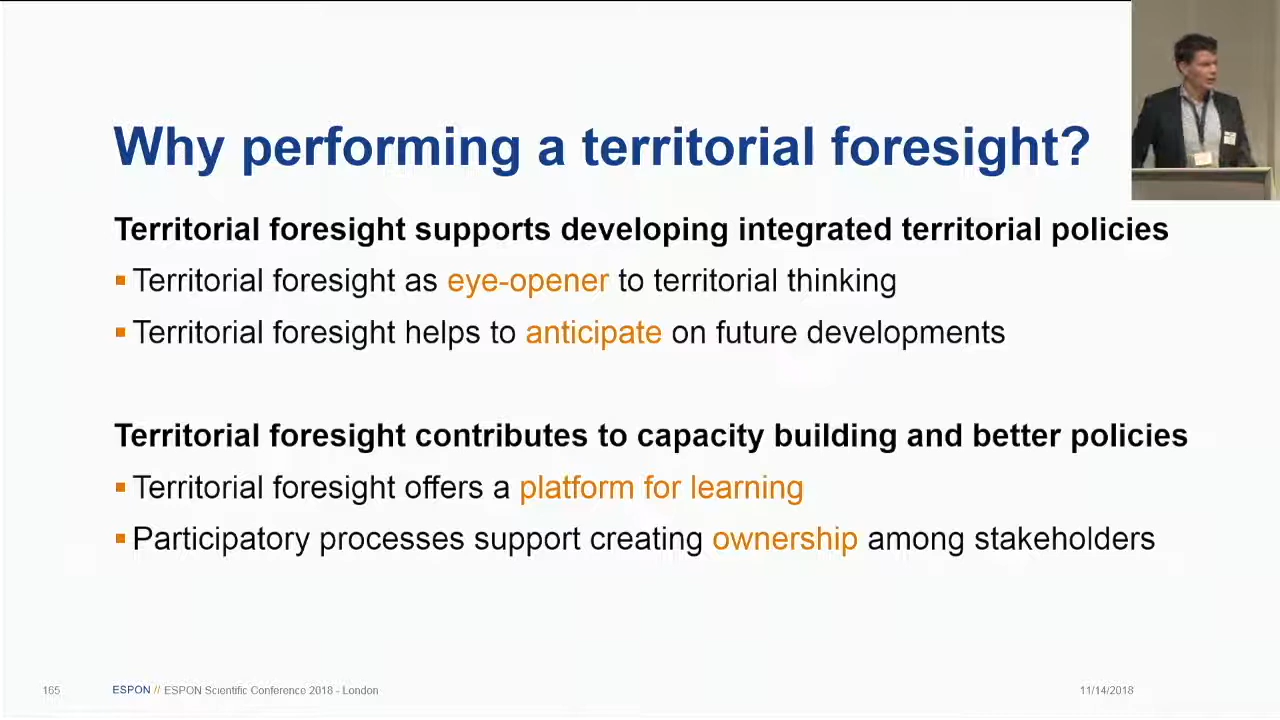 Why performing a territorial foresight?
Territorial foresight supports developing integrated territorial policies
Territorial foresight as eye-opener to territorial thinking
Territorial foresight helps to anticipate on future developments
Territorial foresight contributes to capacity building and better policies
Territorial foresight offers a platform for learning
Participatory processes support creating ownership among stakeholders
165 ESPON // ESPON Scientific Conference 2018 - London 11/14/2018